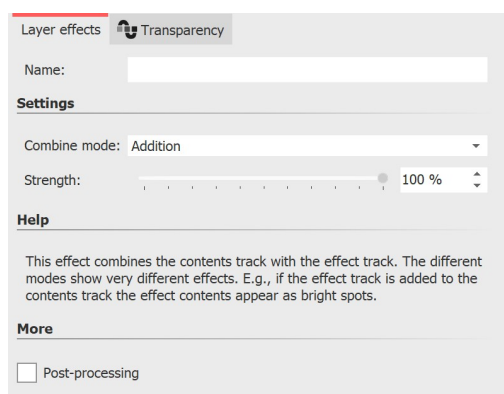 Layer effects Transparency
Name:
Settings
Combine mode: Addition
Strength: 100 %
Help
This effect combines the contents track with the effect track. The different
modes show very different effects. E.g., if the effect track is added to the
contents track the effect contents appear as bright spots.
More
Post-processing